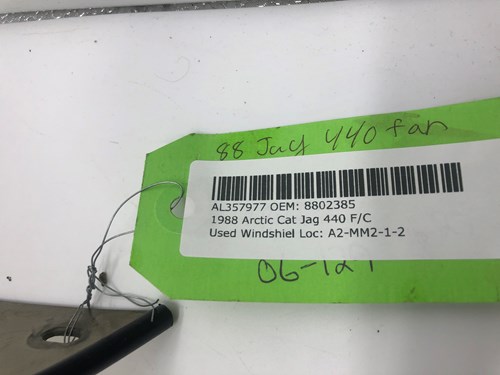 88 Jag 440 fan
AL357977 OEM: 8802385
1988 Arctic Cat Jag 440 F/C
Used Windshiel Loc: A2-MM2-1-2